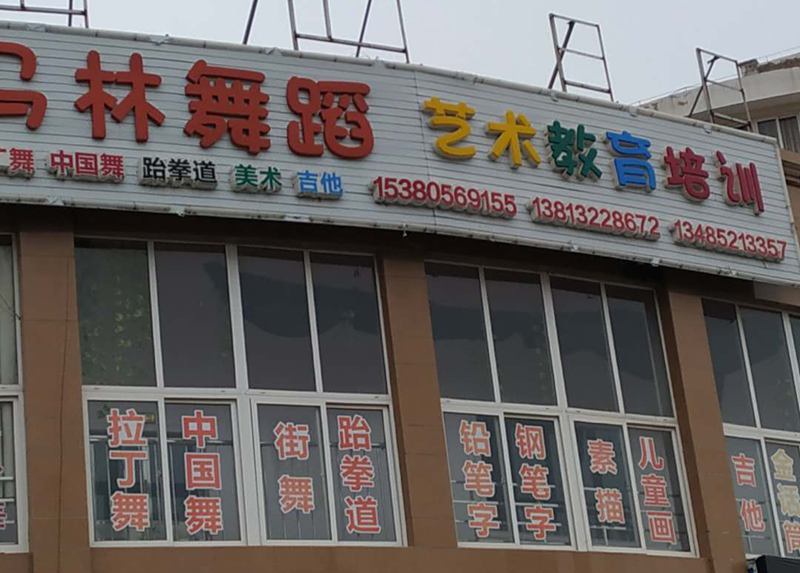 马林舞蹈 艺术教育培训
丁舞 中国舞 跆拳道 美术 吉他 15380569155 13813228672 13485213357
拉丁舞
中国舞
街舞
跆拳道
铅笔字
钢笔字
素描
儿童画
吉他